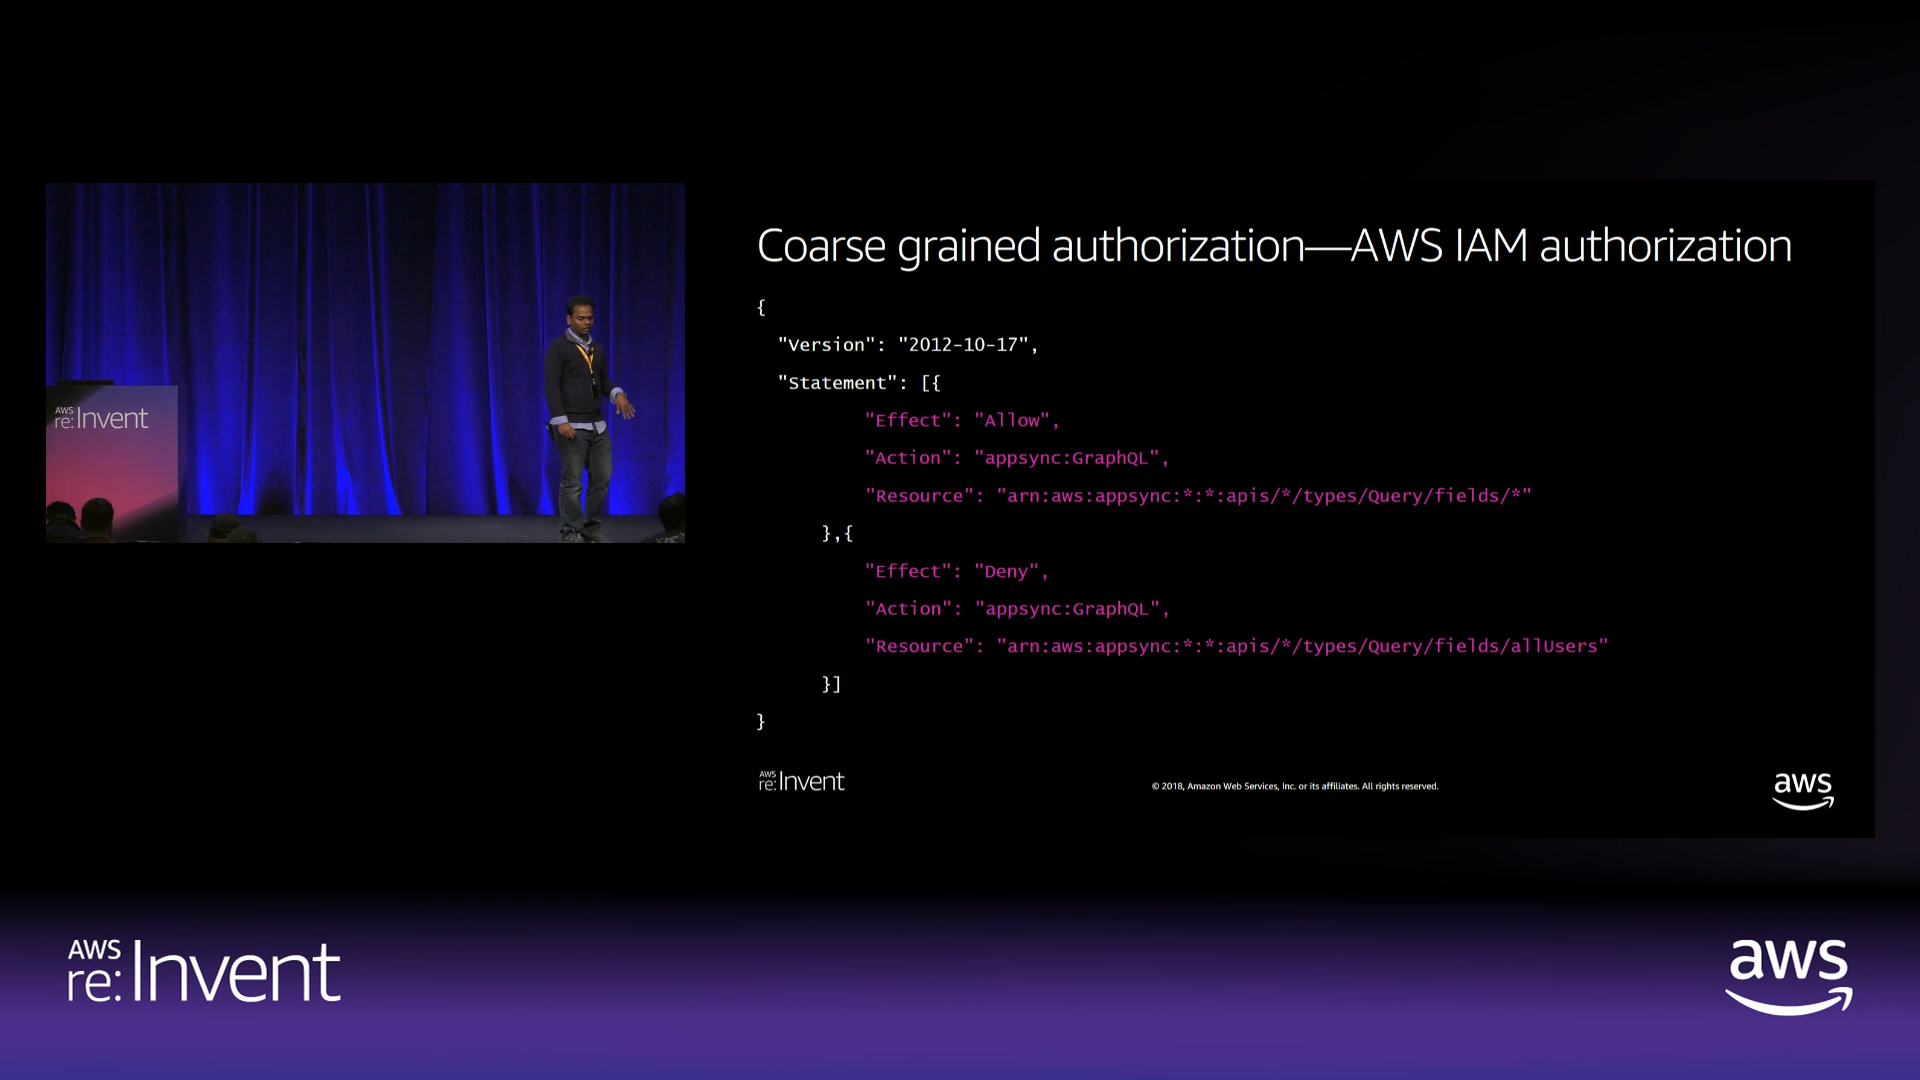 AWS
re:Invent
Coarse grained authorization—AWS IAM authorization
{
"Version": "2012-10-17",
"Statement": [{
"Effect": "Allow",
"Action": "appsync:GraphQL",
"Resource": "arn:aws:appsync:*:*:apis/*/types/Query/fields/*"
},{
"Effect": "Deny",
"Action": "appsync:GraphQL",
"Resource": "arn:aws:appsync:*:*:apis/*/types/Query/fields/allUsers"
}]
}
AWS
re:Invent
© 2018, Amazon Web Services, Inc. or its affiliates. All rights reserved.
aws
AWS
re:Invent
aws